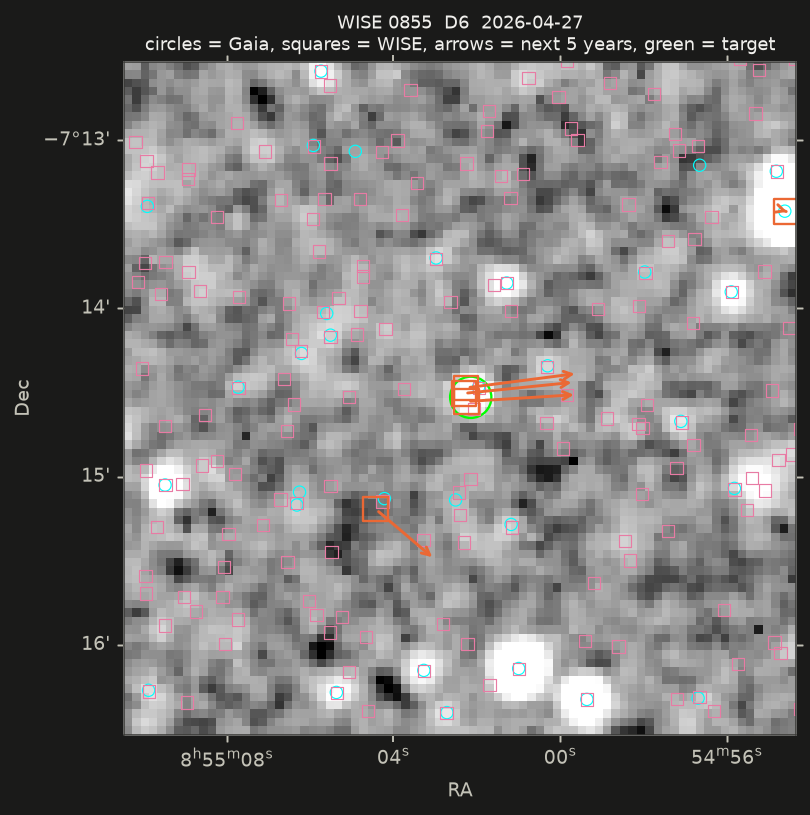 WISE 0855 D6 2026-04-27
circles = Gaia, squares = WISE, arrows = next 5 years, green = target
−7°13'
14'
Dec
15'
16'
8ʰ55ᵐ08ˢ 04ˢ 00ˢ 54ᵐ56ˢ
RA